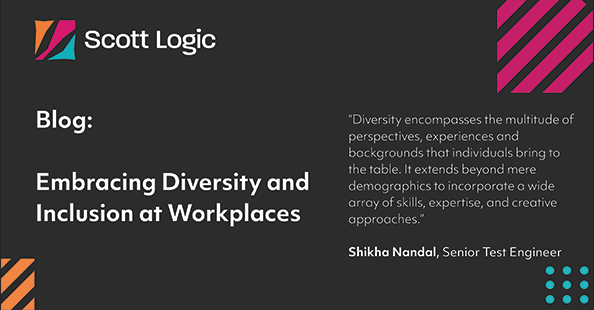 Scott Logic
Blog:
Embracing Diversity and
Inclusion at Workplaces
“Diversity encompasses the multitude of
perspectives, experiences and
backgrounds that individuals bring to
the table. It extends beyond mere
demographics to incorporate a wide
array of skills, expertise, and creative
approaches.”
Shikha Nandal, Senior Test Engineer